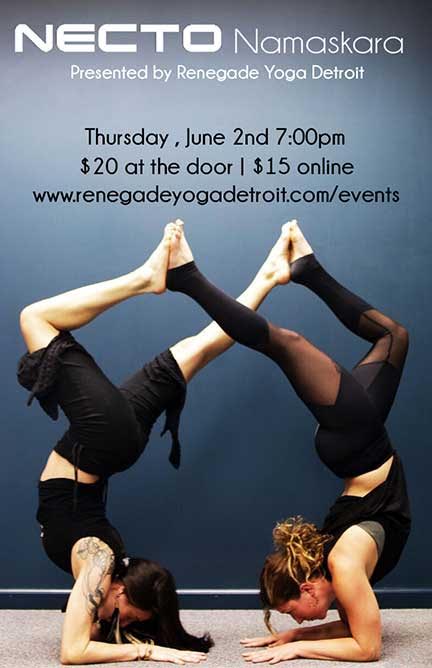 NECTO Namaskara
Presented by Renegade Yoga Detroit
Thursday , June 2nd 7:00pm
$20 at the door | $15 online
www.renegadeyogadetroit.com/events